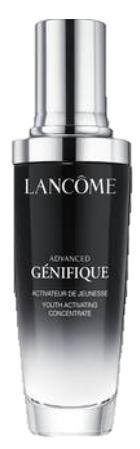 LANCÔME
ADVANCED
GÉNIFIQUE
ACTIVATEUR DE JEUNESSE
YOUTH ACTIVATING
CONCENTRATE